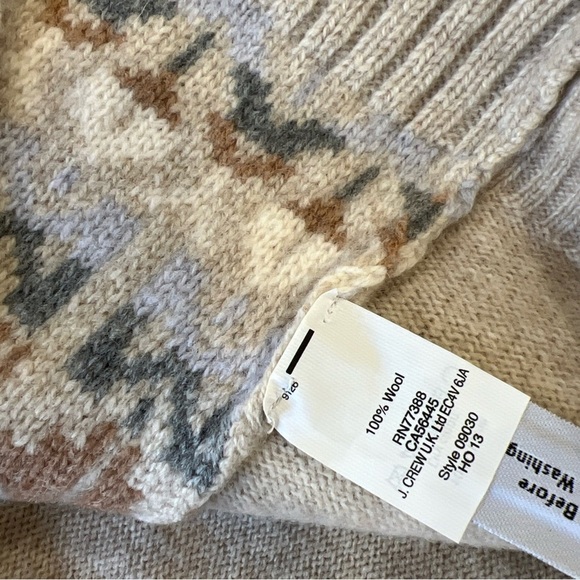 100% Wool
RN77388
CA56445
J. CREW U.K. Ltd EC4V 6JA
Style 09030
HO 13
Before
Washing